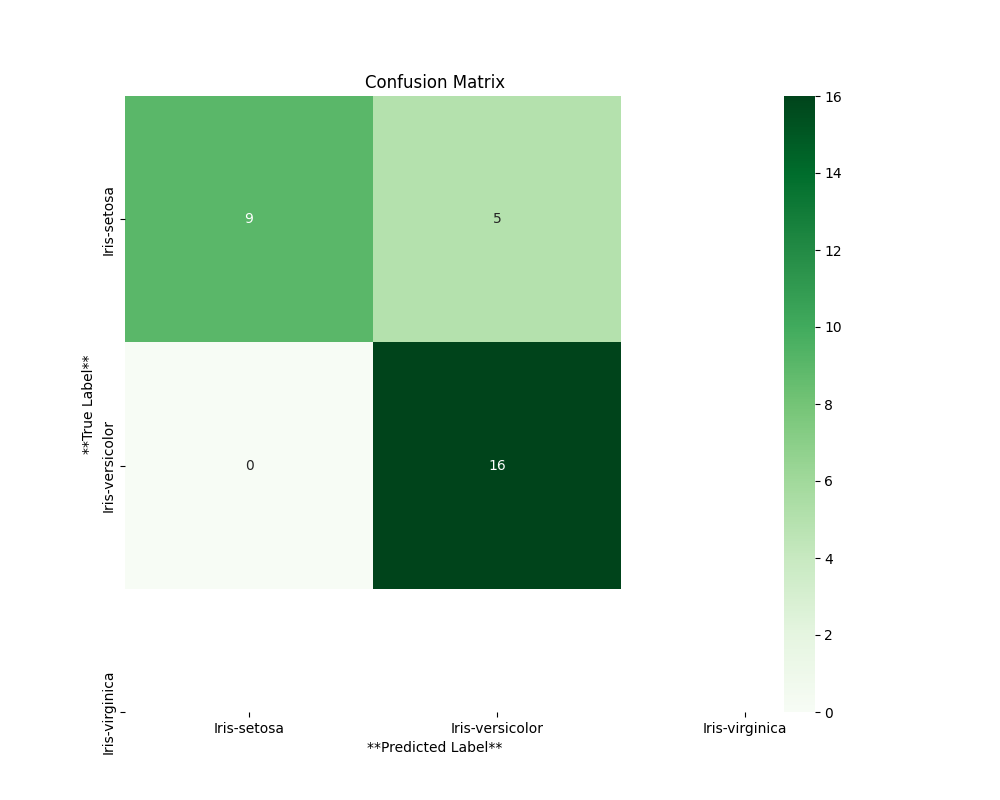 Confusion Matrix
**True Label**
Iris-setosa
Iris-versicolor
Iris-virginica
9
5
0
16
Iris-setosa
Iris-versicolor
Iris-virginica
**Predicted Label**
16
14
12
10
8
6
4
2
0